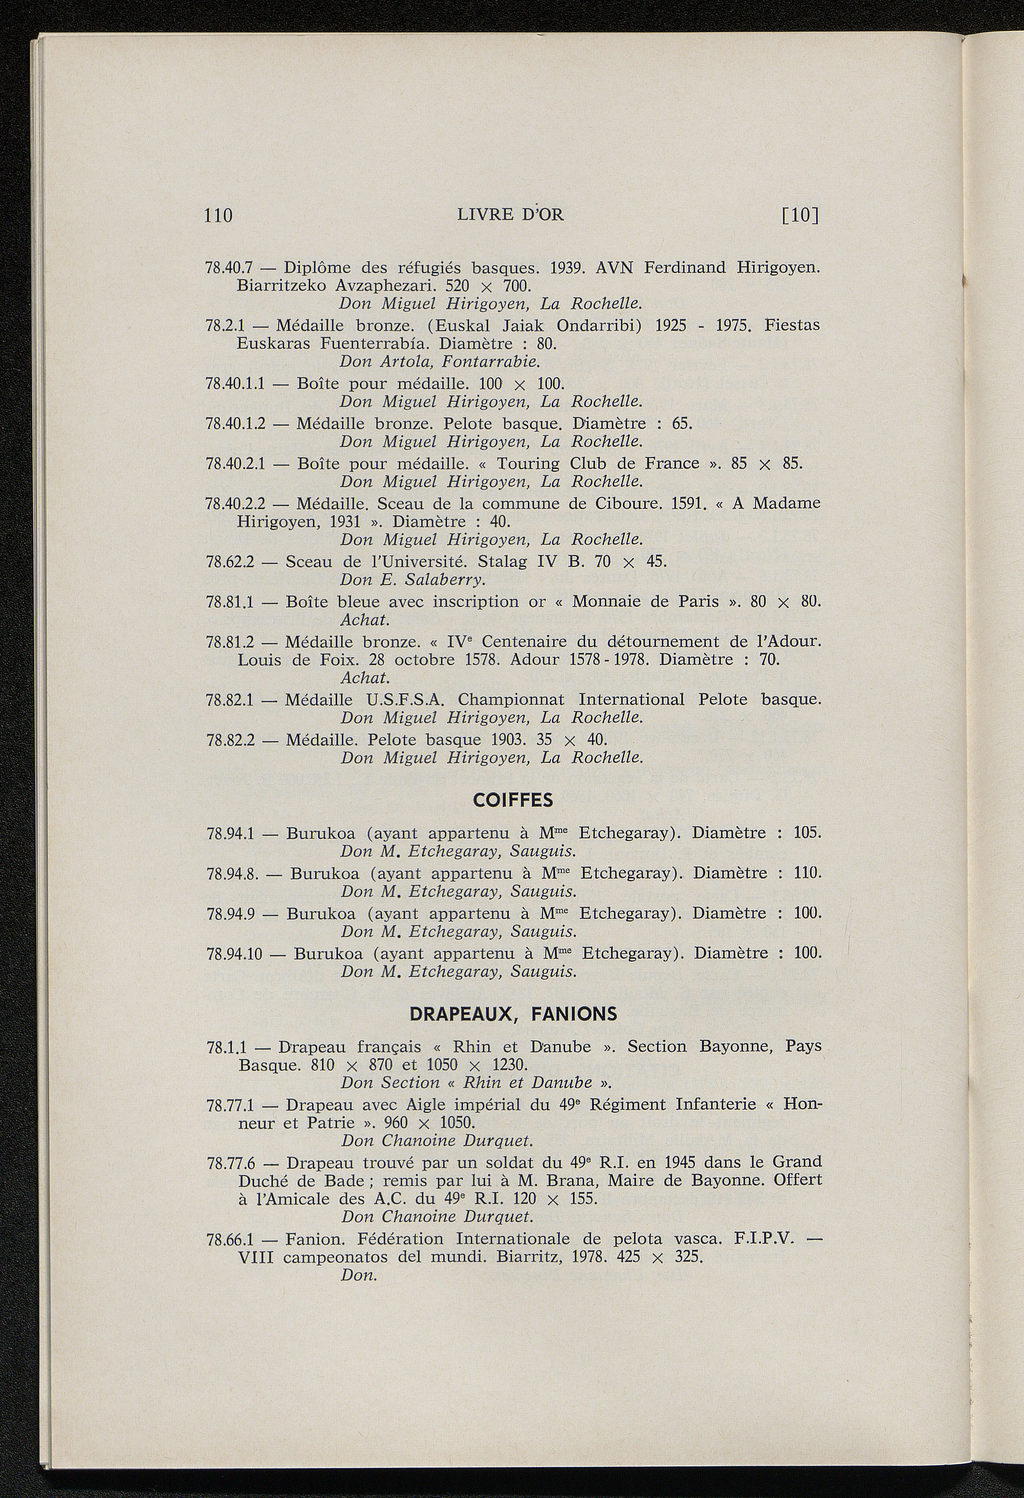 110 LIVRE D'OR [10]
78.40.7 — Diplôme des réfugiés basques. 1939. AVN Ferdinand Hirigoyen.
Biarritzeko Avzaphezari. 520 × 700.
Don Miguel Hirigoyen, La Rochelle.
78.2.1 — Médaille bronze. (Euskal Jaiak Ondarribi) 1925 - 1975. Fiestas
Euskaras Fuenterrabía. Diamètre : 80.
Don Artola, Fontarrabie.
78.40.1.1 — Boîte pour médaille. 100 × 100.
Don Miguel Hirigoyen, La Rochelle.
78.40.1.2 — Médaille bronze. Pelote basque. Diamètre : 65.
Don Miguel Hirigoyen, La Rochelle.
78.40.2.1 — Boîte pour médaille. « Touring Club de France ». 85 × 85.
Don Miguel Hirigoyen, La Rochelle.
78.40.2.2 — Médaille. Sceau de la commune de Ciboure. 1591. « A Madame
Hirigoyen, 1931 ». Diamètre : 40.
Don Miguel Hirigoyen, La Rochelle.
78.62.2 — Sceau de l'Université. Stalag IV B. 70 × 45.
Don E. Salaberry.
78.81.1 — Boîte bleue avec inscription or « Monnaie de Paris ». 80 × 80.
Achat.
78.81.2 — Médaille bronze. « IVᵉ Centenaire du détournement de l'Adour.
Louis de Foix. 28 octobre 1578. Adour 1578-1978. Diamètre : 70.
Achat.
78.82.1 — Médaille U.S.F.S.A. Championnat International Pelote basque.
Don Miguel Hirigoyen, La Rochelle.
78.82.2 — Médaille. Pelote basque 1903. 35 × 40.
Don Miguel Hirigoyen, La Rochelle.
COIFFES
78.94.1 — Burukoa (ayant appartenu à Mᵐᵉ Etchegaray). Diamètre : 105.
Don M. Etchegaray, Sauguis.
78.94.8. — Burukoa (ayant appartenu à Mᵐᵉ Etchegaray). Diamètre : 110.
Don M. Etchegaray, Sauguis.
78.94.9 — Burukoa (ayant appartenu à Mᵐᵉ Etchegaray). Diamètre : 100.
Don M. Etchegaray, Sauguis.
78.94.10 — Burukoa (ayant appartenu à Mᵐᵉ Etchegaray). Diamètre : 100.
Don M. Etchegaray, Sauguis.
DRAPEAUX, FANIONS
78.1.1 — Drapeau français « Rhin et Danube ». Section Bayonne, Pays
Basque. 810 × 870 et 1050 × 1230.
Don Section « Rhin et Danube ».
78.77.1 — Drapeau avec Aigle impérial du 49ᵉ Régiment Infanterie « Hon-
neur et Patrie ». 960 × 1050.
Don Chanoine Durquet.
78.77.6 — Drapeau trouvé par un soldat du 49ᵉ R.I. en 1945 dans le Grand
Duché de Bade ; remis par lui à M. Brana, Maire de Bayonne. Offert
à l'Amicale des A.C. du 49ᵉ R.I. 120 × 155.
Don Chanoine Durquet.
78.66.1 — Fanion. Fédération Internationale de pelota vasca. F.I.P.V. —
VIII campeonatos del mundi. Biarritz, 1978. 425 × 325.
Don.